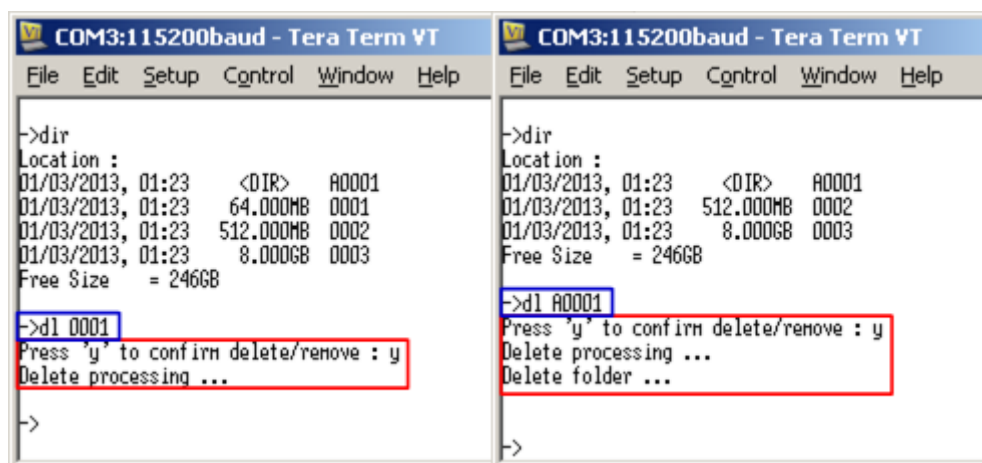 COM3:115200baud - Tera Term VT
File Edit Setup Control Window Help
->dir
Location :
01/03/2013, 01:23 <DIR> A0001
01/03/2013, 01:23 64.000MB 0001
01/03/2013, 01:23 512.000MB 0002
01/03/2013, 01:23 8.000GB 0003
Free Size = 246GB
->dl 0001
Press 'y' to confirm delete/remove : y
Delete processing ...
->
COM3:115200baud - Tera Term VT
File Edit Setup Control Window Help
->dir
Location :
01/03/2013, 01:23 <DIR> A0001
01/03/2013, 01:23 512.000MB 0002
01/03/2013, 01:23 8.000GB 0003
Free Size = 246GB
->dl A0001
Press 'y' to confirm delete/remove : y
Delete processing ...
Delete folder ...
->